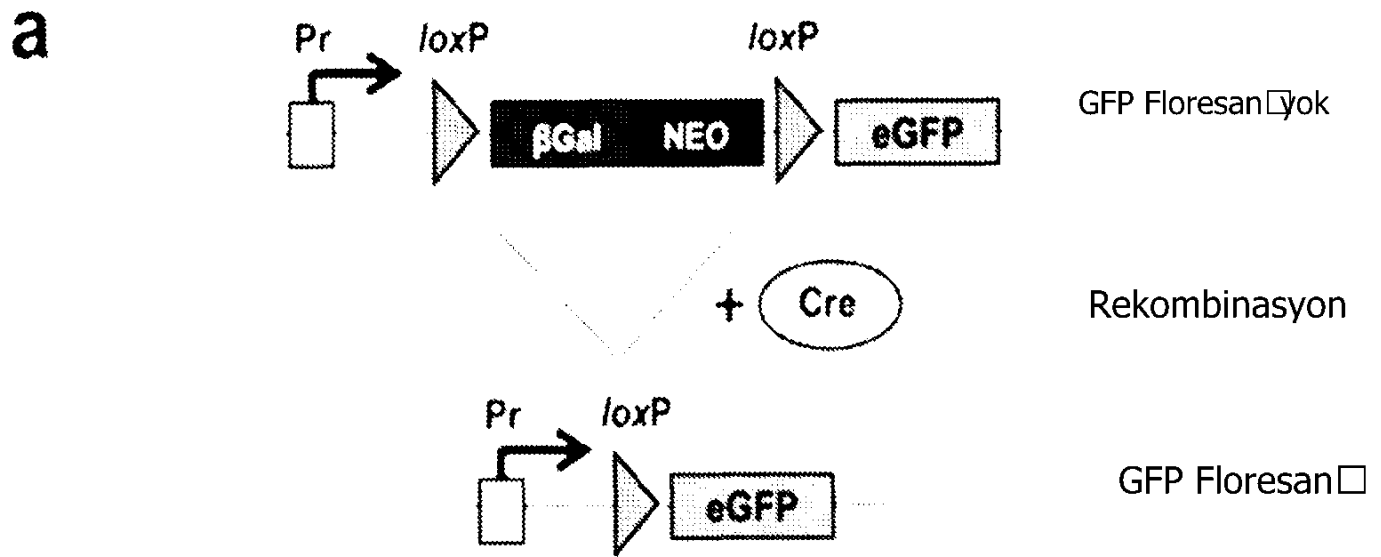 a
Pr loxP loxP
βGal NEO eGFP GFP Floresan□yok
+ Cre Rekombinasyon
Pr loxP
eGFP GFP Floresan□